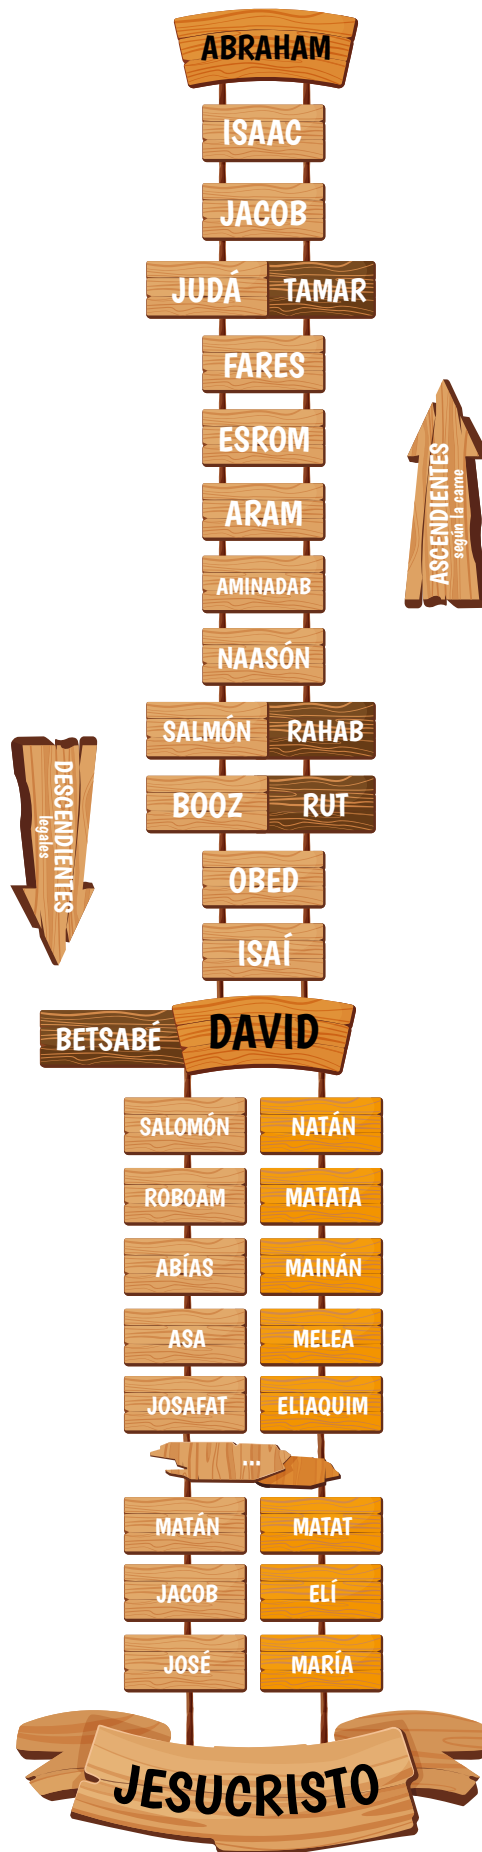 ABRAHAM
ISAAC
JACOB
JUDÁ TAMAR
FARES
ESROM
ARAM
ASCENDIENTES
según la carne
AMINADAB
NAASÓN
SALMÓN RAHAB
BOOZ RUT
DESCENDIENTES
legales
OBED
ISAÍ
BETSABÉ DAVID
SALOMÓN NATÁN
ROBOAM MATATA
ABÍAS MAINÁN
ASA MELEA
JOSAFAT ELIAQUIM
...
MATÁN MATAT
JACOB ELÍ
JOSÉ MARÍA
JESUCRISTO